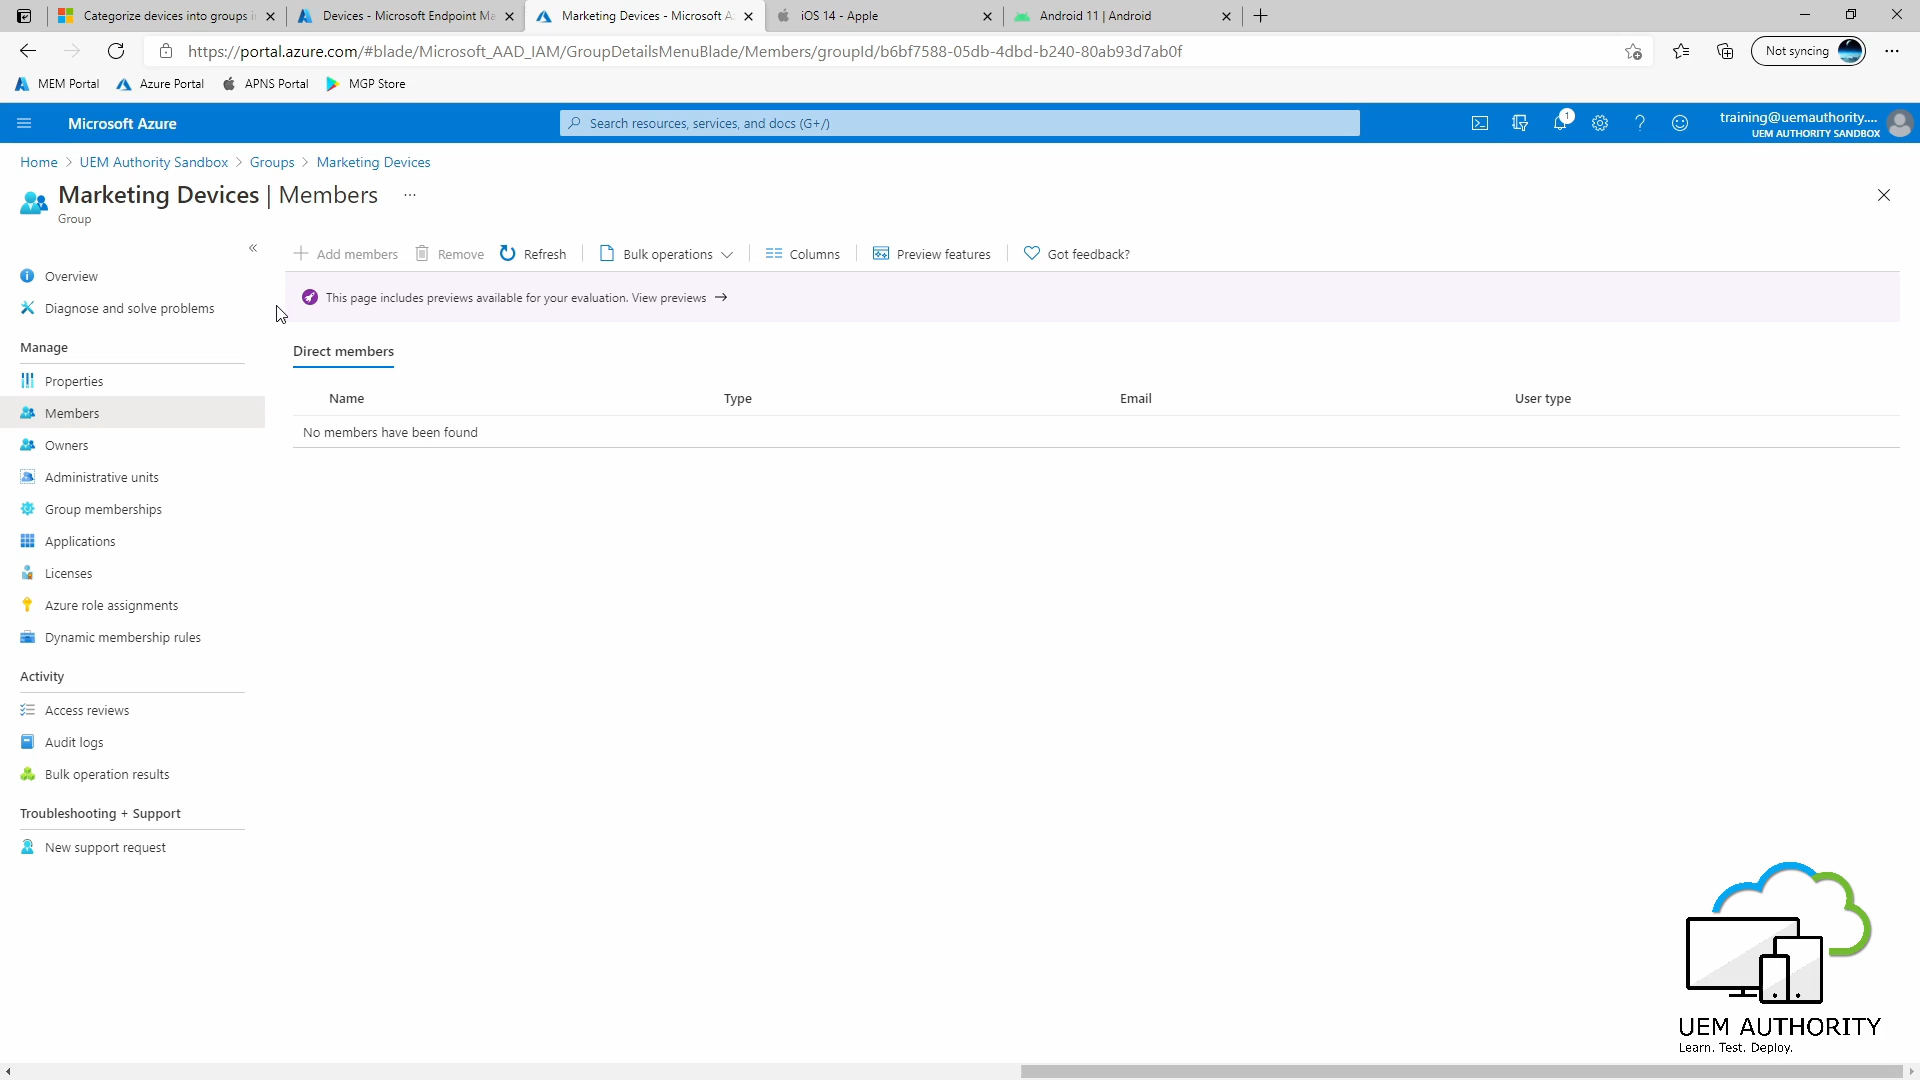 Categorize devices into groups i
Devices - Microsoft Endpoint Ma
Marketing Devices - Microsoft A
iOS 14 - Apple
Android 11 | Android
https://portal.azure.com/#blade/Microsoft_AAD_IAM/GroupDetailsMenuBlade/Members/groupId/b6bf7588-05db-4dbd-b240-80ab93d7ab0f
Not syncing
MEM Portal
Azure Portal
APNS Portal
MGP Store
Microsoft Azure
Search resources, services, and docs (G+/)
1
training@uemauthority....
UEM AUTHORITY SANDBOX
Home > UEM Authority Sandbox > Groups > Marketing Devices
Marketing Devices | Members ...
Group
Add members
Remove
Refresh
Bulk operations
Columns
Preview features
Got feedback?
This page includes previews available for your evaluation. View previews →
Overview
Diagnose and solve problems
Manage
Properties
Members
Owners
Administrative units
Group memberships
Applications
Licenses
Azure role assignments
Dynamic membership rules
Activity
Access reviews
Audit logs
Bulk operation results
Troubleshooting + Support
New support request
Direct members
Name
Type
Email
User type
No members have been found
UEM AUTHORITY
Learn. Test. Deploy.